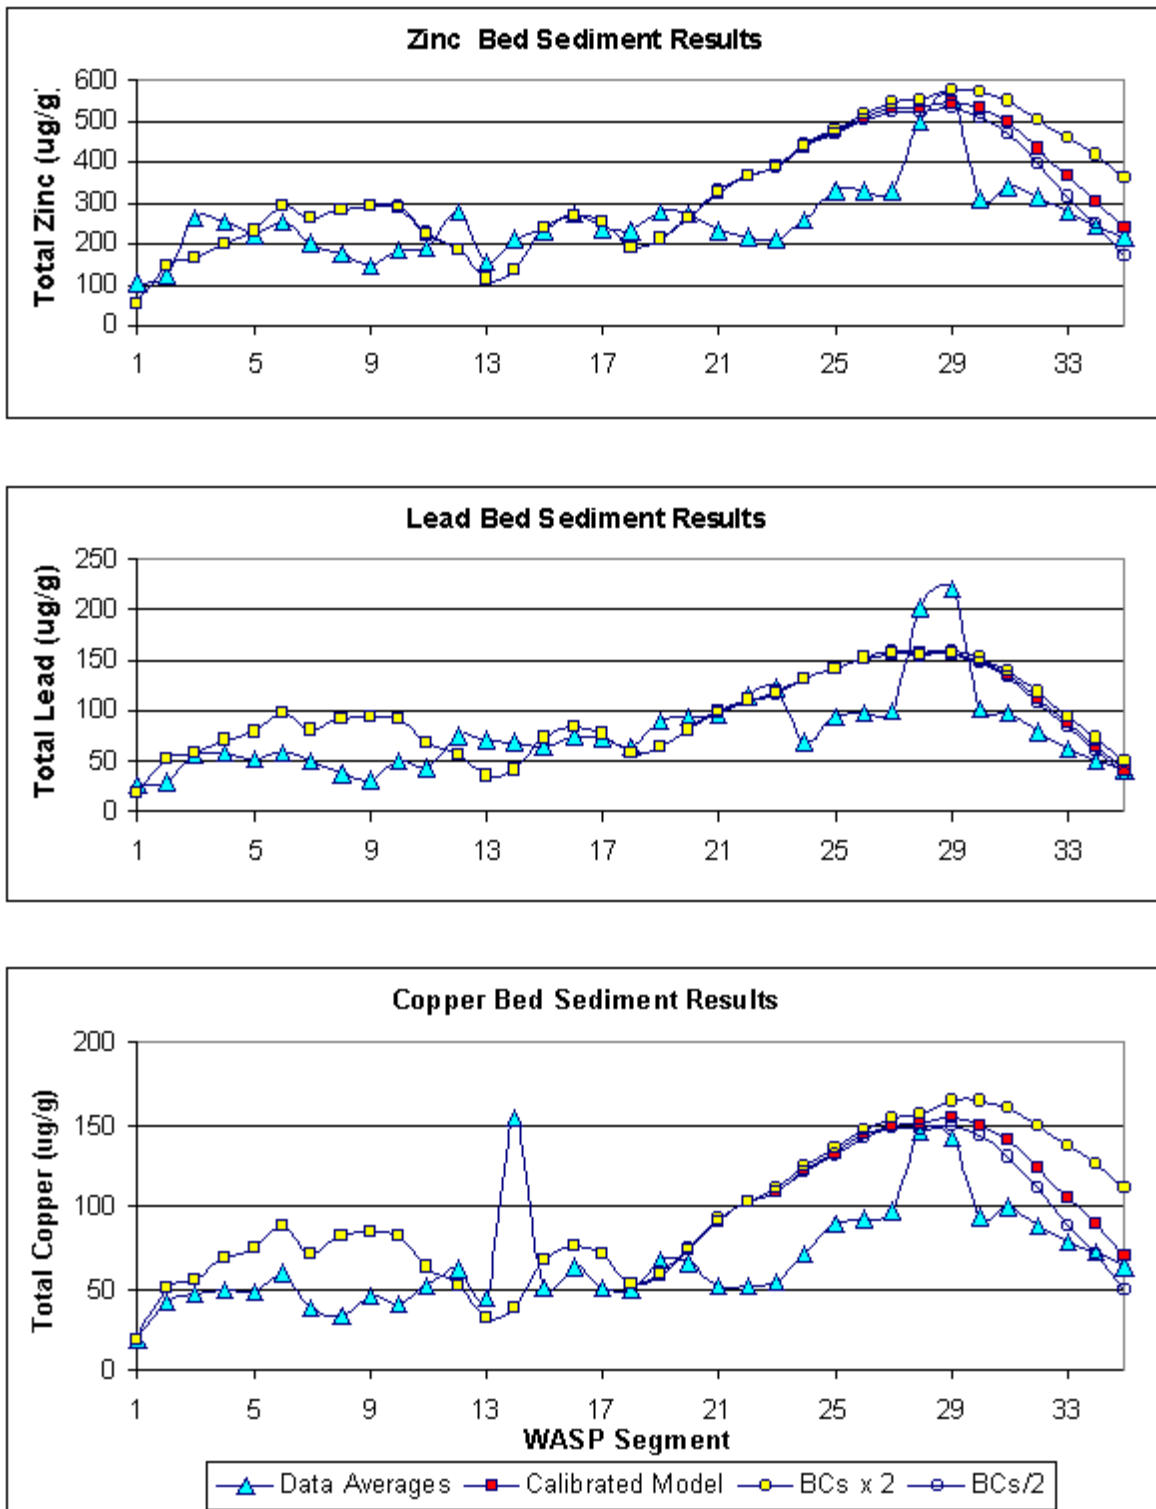 Zinc Bed Sediment Results
Total Zinc (ug/g)
600
500
400
300
200
100
0
1 5 9 13 17 21 25 29 33
Lead Bed Sediment Results
Total Lead (ug/g)
250
200
150
100
50
0
1 5 9 13 17 21 25 29 33
Copper Bed Sediment Results
Total Copper (ug/g)
200
150
100
50
0
1 5 9 13 17 21 25 29 33
WASP Segment
Data Averages Calibrated Model BCs x 2 BCs/2